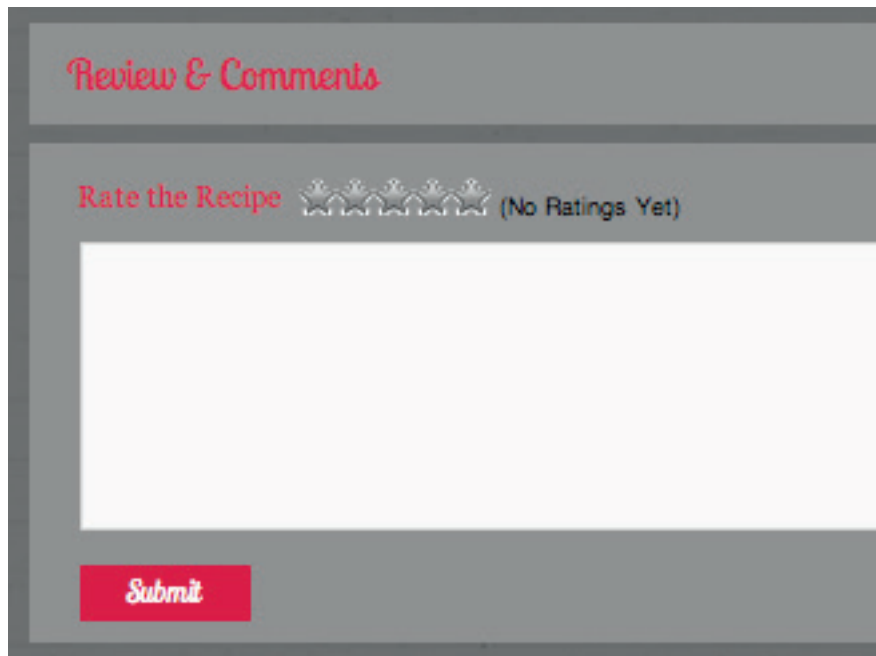 Review & Comments
Rate the Recipe (No Ratings Yet)
Submit